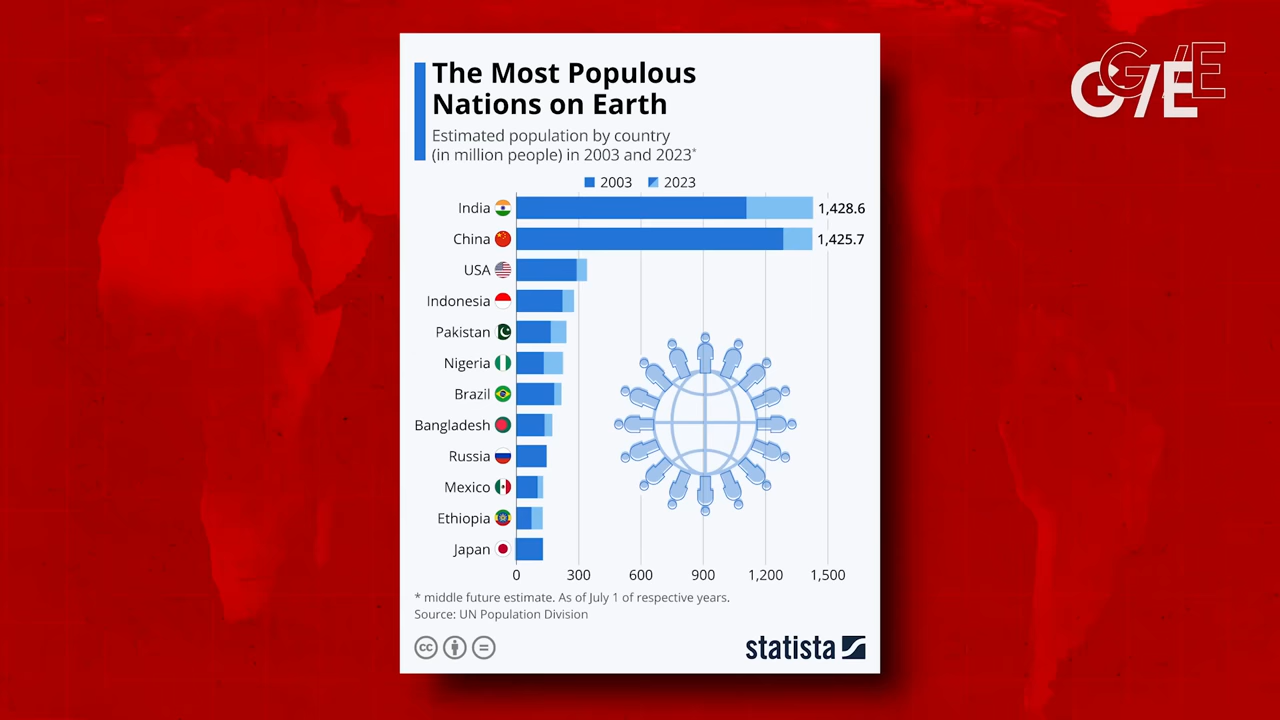 G/E
G/E
The Most Populous
Nations on Earth
Estimated population by country
(in million people) in 2003 and 2023*
2003 2023
India 1,428.6
China 1,425.7
USA
Indonesia
Pakistan
Nigeria
Brazil
Bangladesh
Russia
Mexico
Ethiopia
Japan
0 300 600 900 1,200 1,500
* middle future estimate. As of July 1 of respective years.
Source: UN Population Division
cc
statista